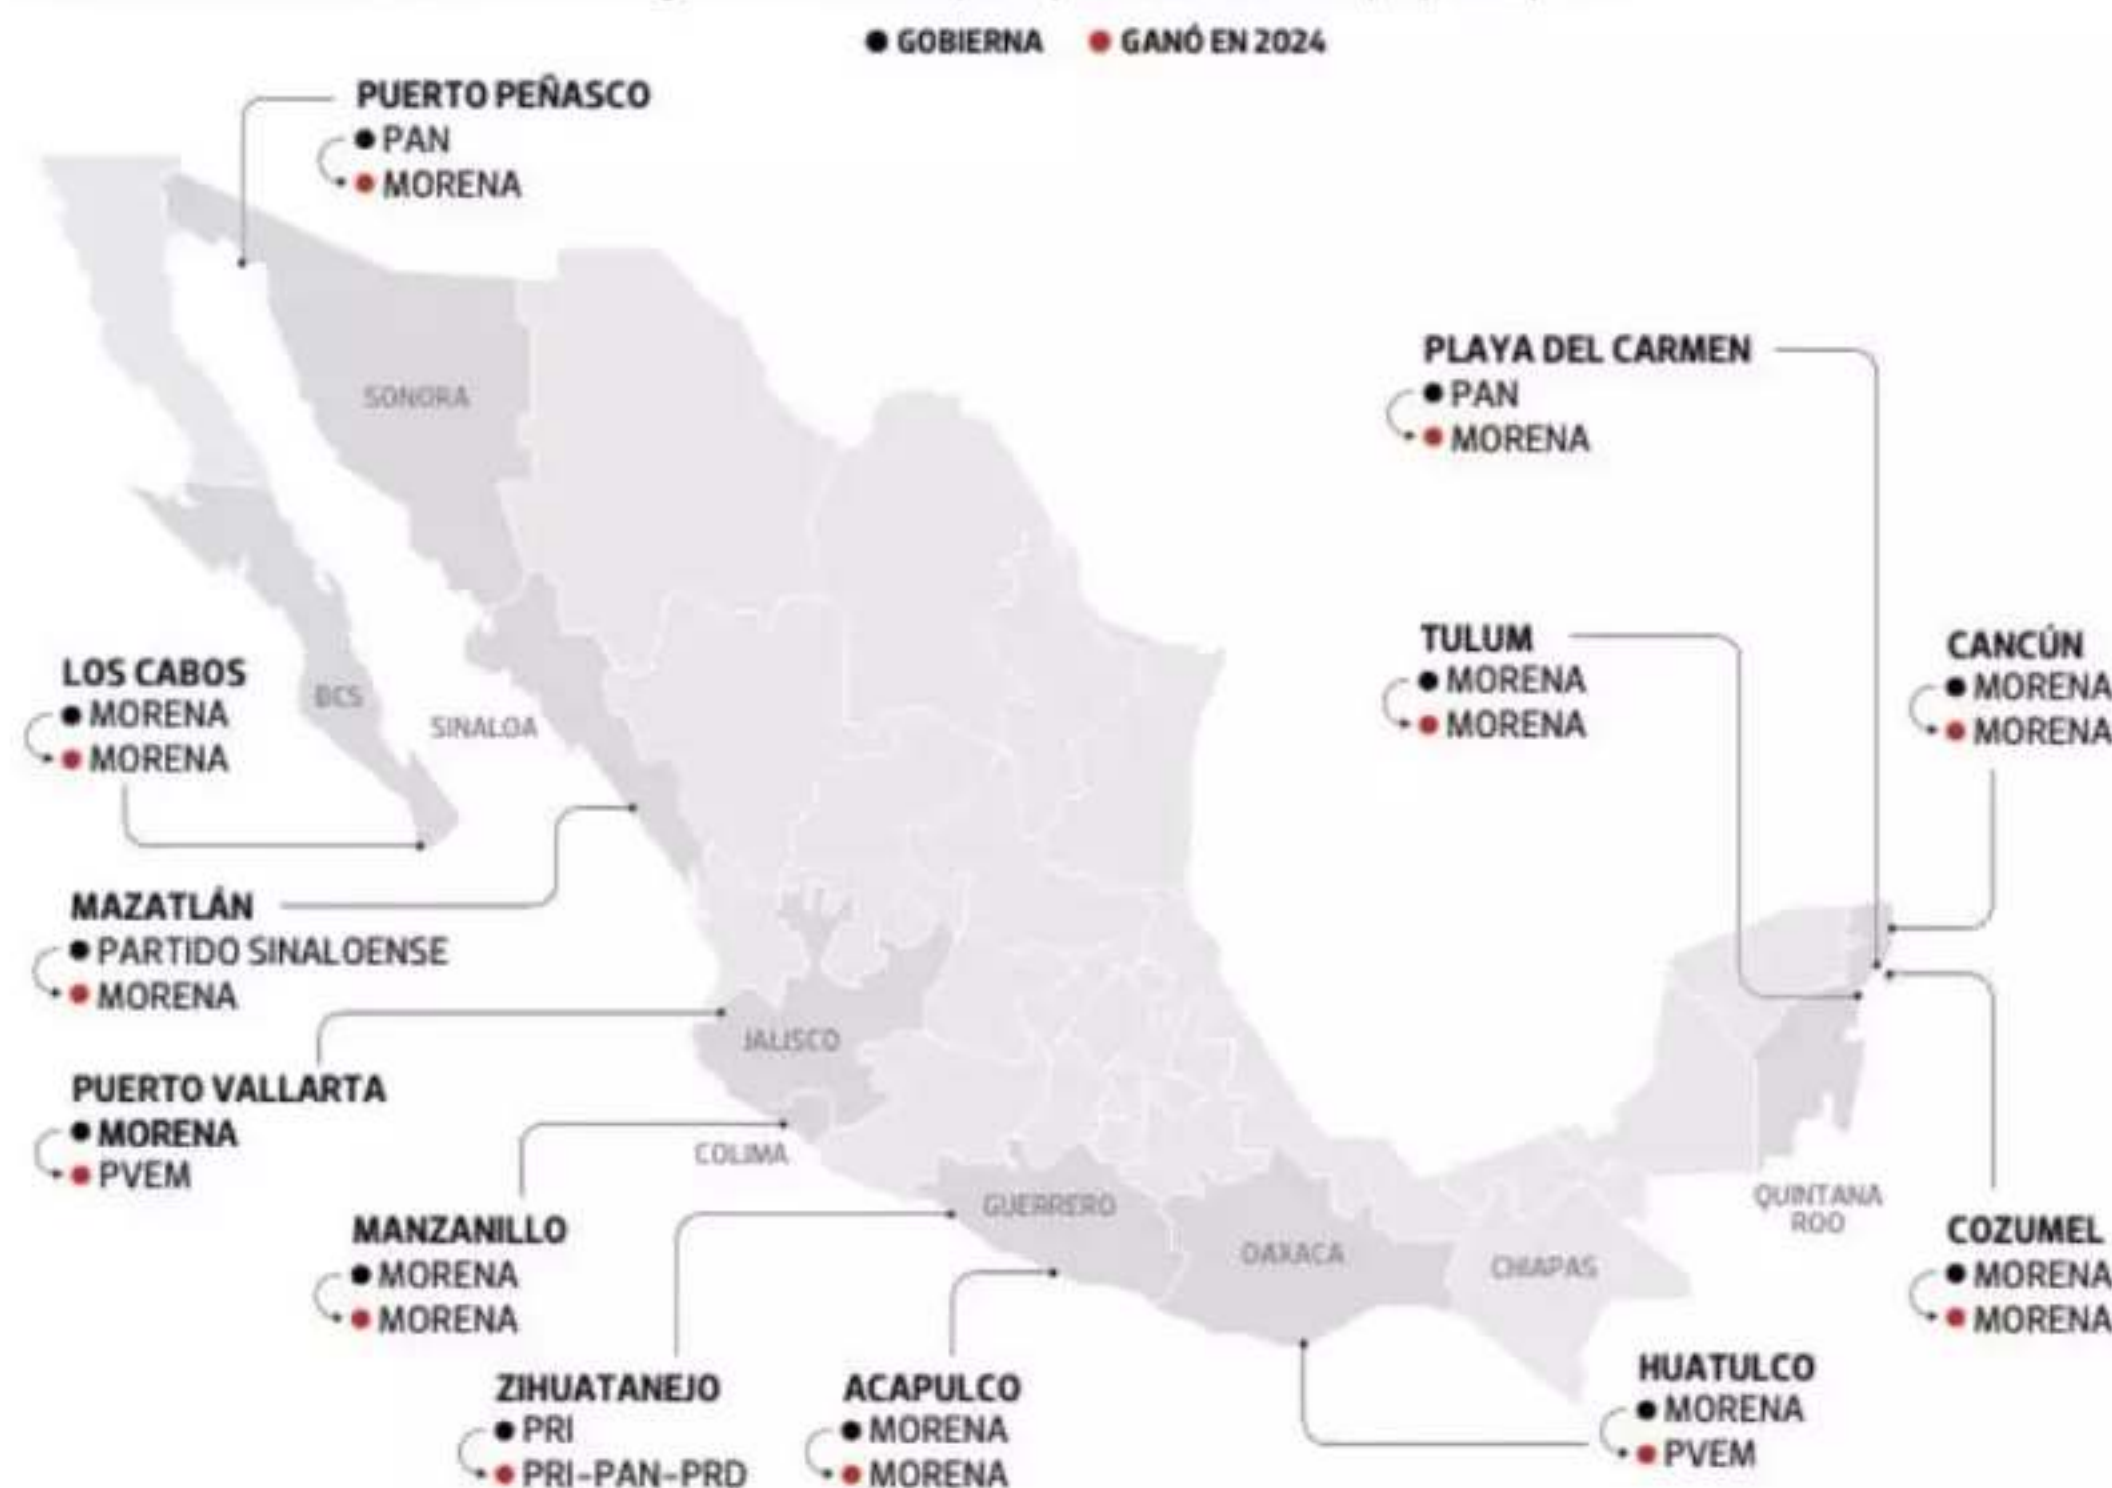 ● GOBIERNA ● GANÓ EN 2024
PUERTO PEÑASCO
● PAN
● MORENA
SONORA
PLAYA DEL CARMEN
● PAN
● MORENA
TULUM
● MORENA
● MORENA
CANCÚN
● MORENA
● MORENA
LOS CABOS
● MORENA
● MORENA
BCS
SINALOA
MAZATLÁN
● PARTIDO SINALOENSE
● MORENA
JALISCO
PUERTO VALLARTA
● MORENA
● PVEM
COLIMA
MANZANILLO
● MORENA
● MORENA
GUERRERO
OAXACA
CHIAPAS
QUINTANA
ROO
COZUMEL
● MORENA
● MORENA
ZIHUATANEJO
● PRI
● PRI-PAN-PRD
ACAPULCO
● MORENA
● MORENA
HUATULCO
● MORENA
● PVEM